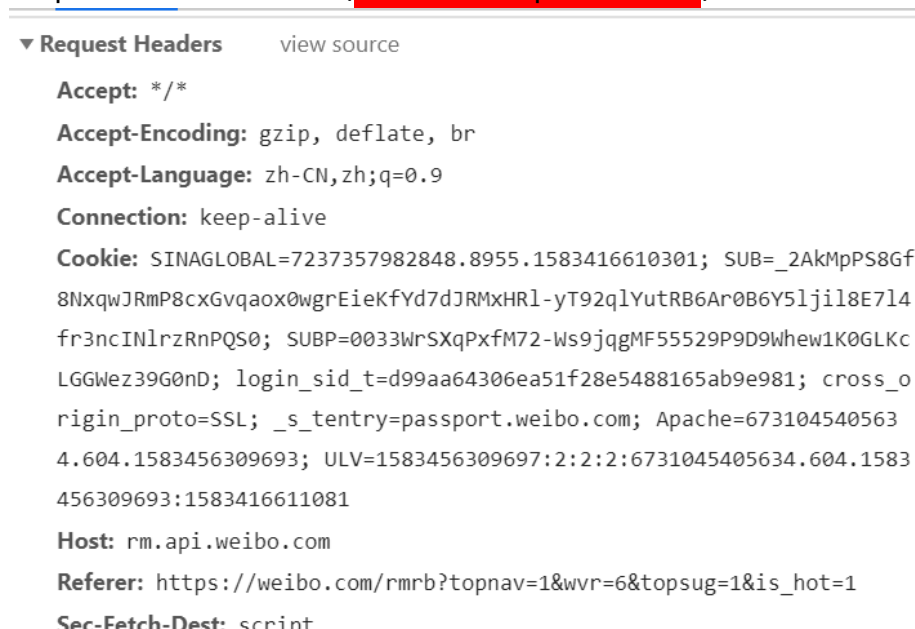 Request Headers view source
Accept: */*
Accept-Encoding: gzip, deflate, br
Accept-Language: zh-CN,zh;q=0.9
Connection: keep-alive
Cookie: SINAGLOBAL=7237357982848.8955.1583416610301; SUB=_2AkMpPS8Gf
8NxqwJRmP8cxGvqaox0wgrEieKfYd7dJRMxHRl-yT92qlYutRB6Ar0B6Y5ljil8E7l4
fr3ncINlrzRnPQS0; SUBP=0033WrSXqPxfM72-Ws9jqgMF55529P9D9Whew1K0GLKc
LGGWez39G0nD; login_sid_t=d99aa64306ea51f28e5488165ab9e981; cross_o
rigin_proto=SSL; _s_tentry=passport.weibo.com; Apache=673104540563
4.604.1583456309693; ULV=1583456309697:2:2:2:6731045405634.604.1583
456309693:1583416611081
Host: rm.api.weibo.com
Referer: https://weibo.com/rmrb?topnav=1&wvr=6&topsug=1&is_hot=1
Sec-Fetch-Dest: script